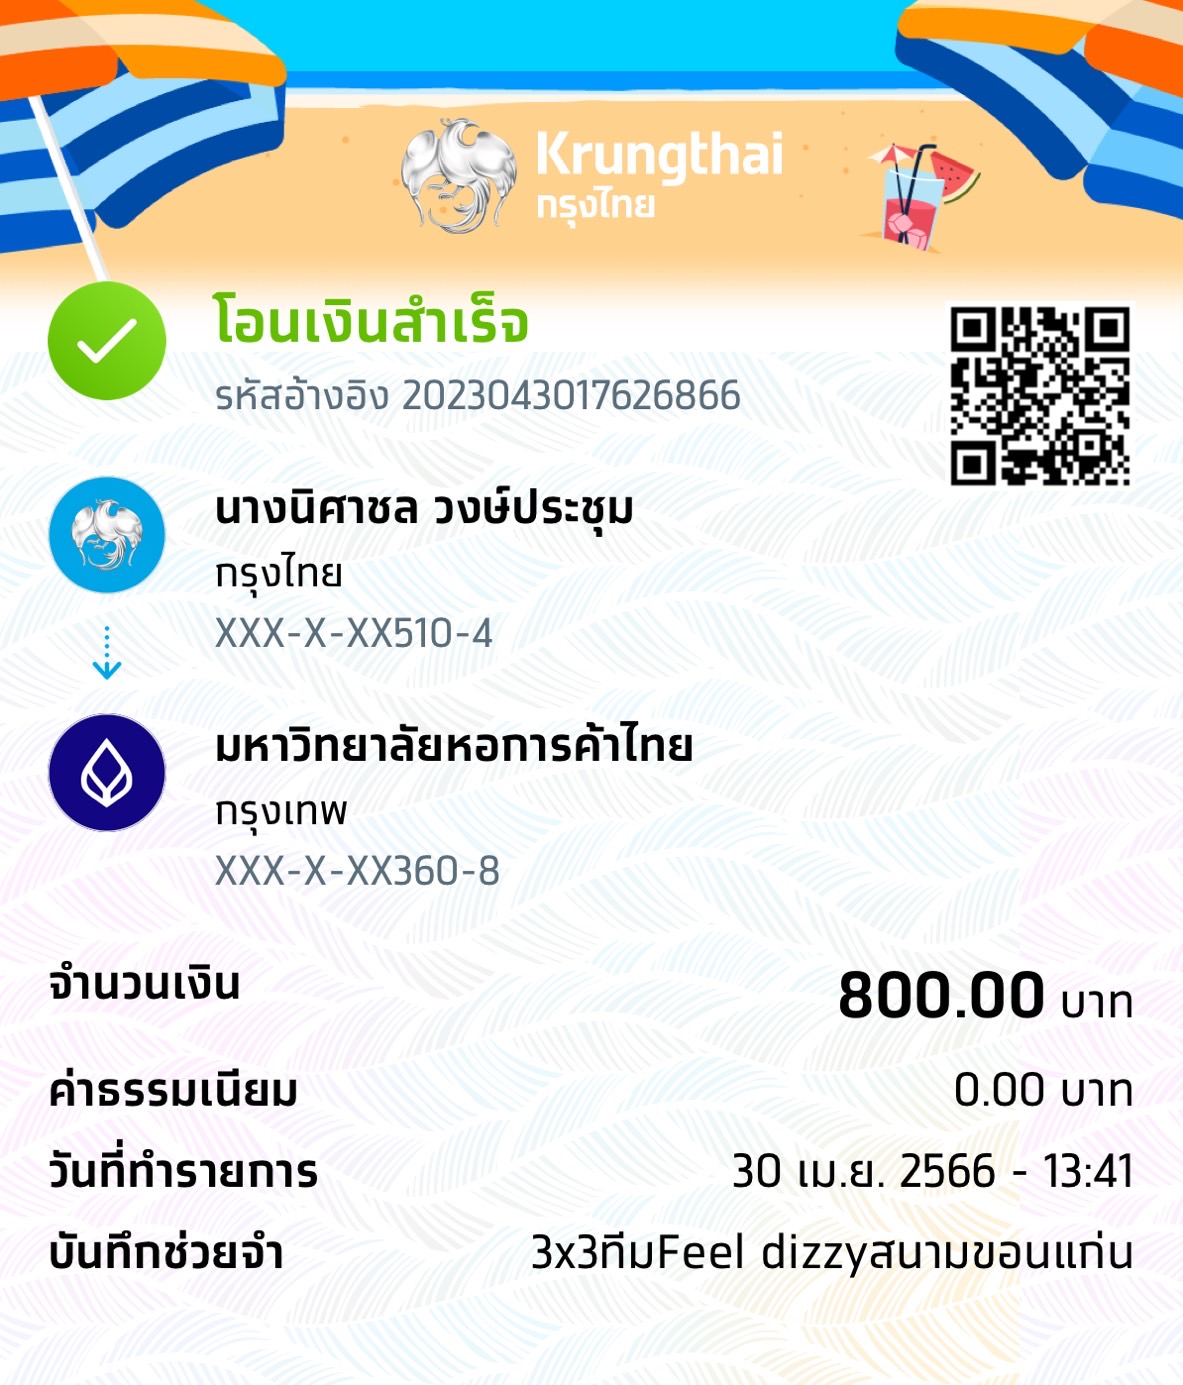 Krungthai
กรุงไทย
โอนเงินสำเร็จ
รหัสอ้างอิง 2023043017626866
นางนิศาชล วงษ์ประชุม
กรุงไทย
XXX-X-XX510-4
มหาวิทยาลัยหอการค้าไทย
กรุงเทพ
XXX-X-XX360-8
จำนวนเงิน 800.00 บาท
ค่าธรรมเนียม 0.00 บาท
วันที่ทำรายการ 30 เม.ย. 2566 - 13:41
บันทึกช่วยจำ 3x3ทีมFeel dizzyสนามขอนแก่น